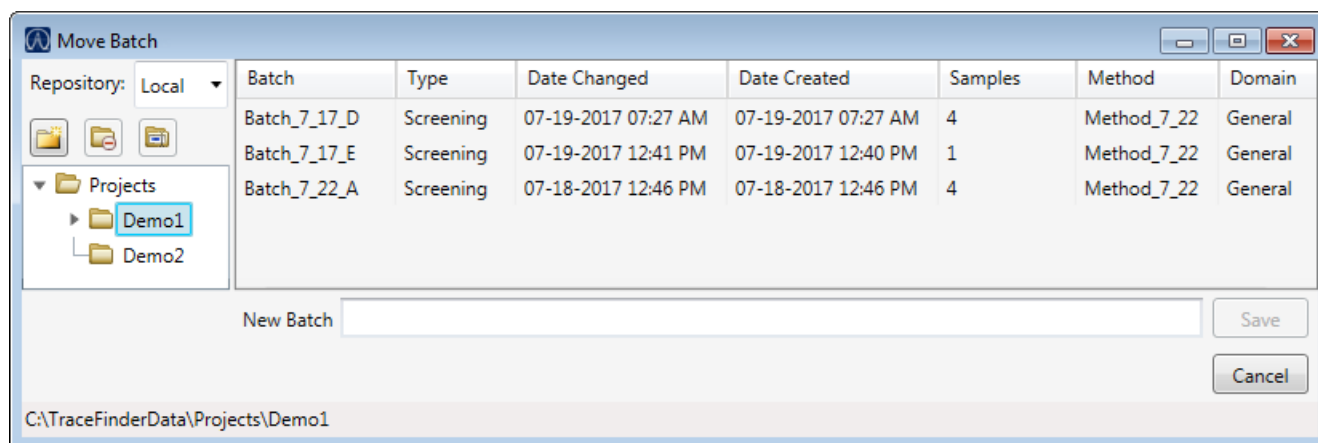 Move Batch
Repository: Local
Batch Type Date Changed Date Created Samples Method Domain
Batch_7_17_D Screening 07-19-2017 07:27 AM 07-19-2017 07:27 AM 4 Method_7_22 General
Batch_7_17_E Screening 07-19-2017 12:41 PM 07-19-2017 12:40 PM 1 Method_7_22 General
Batch_7_22_A Screening 07-18-2017 12:46 PM 07-18-2017 12:46 PM 4 Method_7_22 General
Projects
Demo1
Demo2
New Batch
Save
Cancel
C:\TraceFinderData\Projects\Demo1